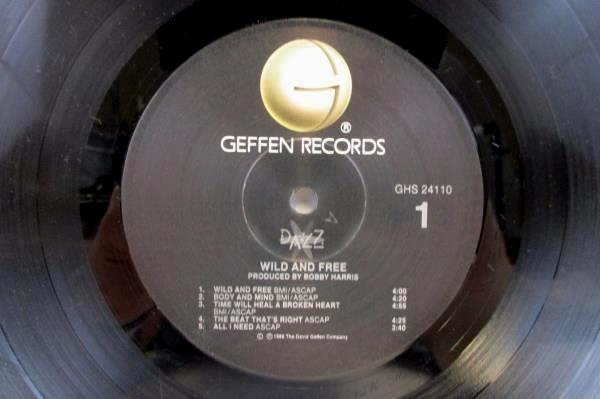 ®
GEFFEN RECORDS
GHS 24110
1
DAZZ
WILD AND FREE
PRODUCED BY BOBBY HARRIS
1. WILD AND FREE BMI/ASCAP 4:00
2. BODY AND MIND BMI/ASCAP 4:20
3. TIME WILL HEAL A BROKEN HEART 4:55
BMI/ASCAP
4. THE BEAT THAT'S RIGHT ASCAP 4:25
5. ALL I NEED ASCAP 3:40
© ℗ 1986 The David Geffen Company